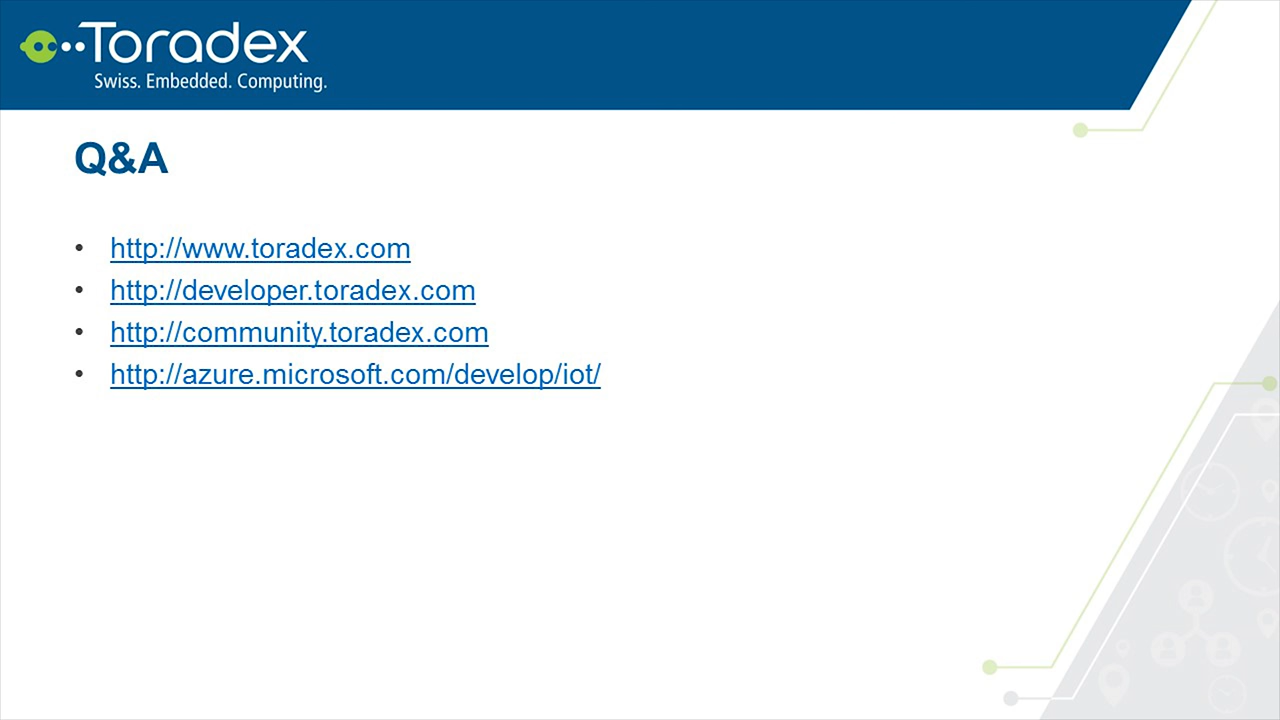 Toradex
Swiss. Embedded. Computing.
Q&A
• http://www.toradex.com
• http://developer.toradex.com
• http://community.toradex.com
• http://azure.microsoft.com/develop/iot/